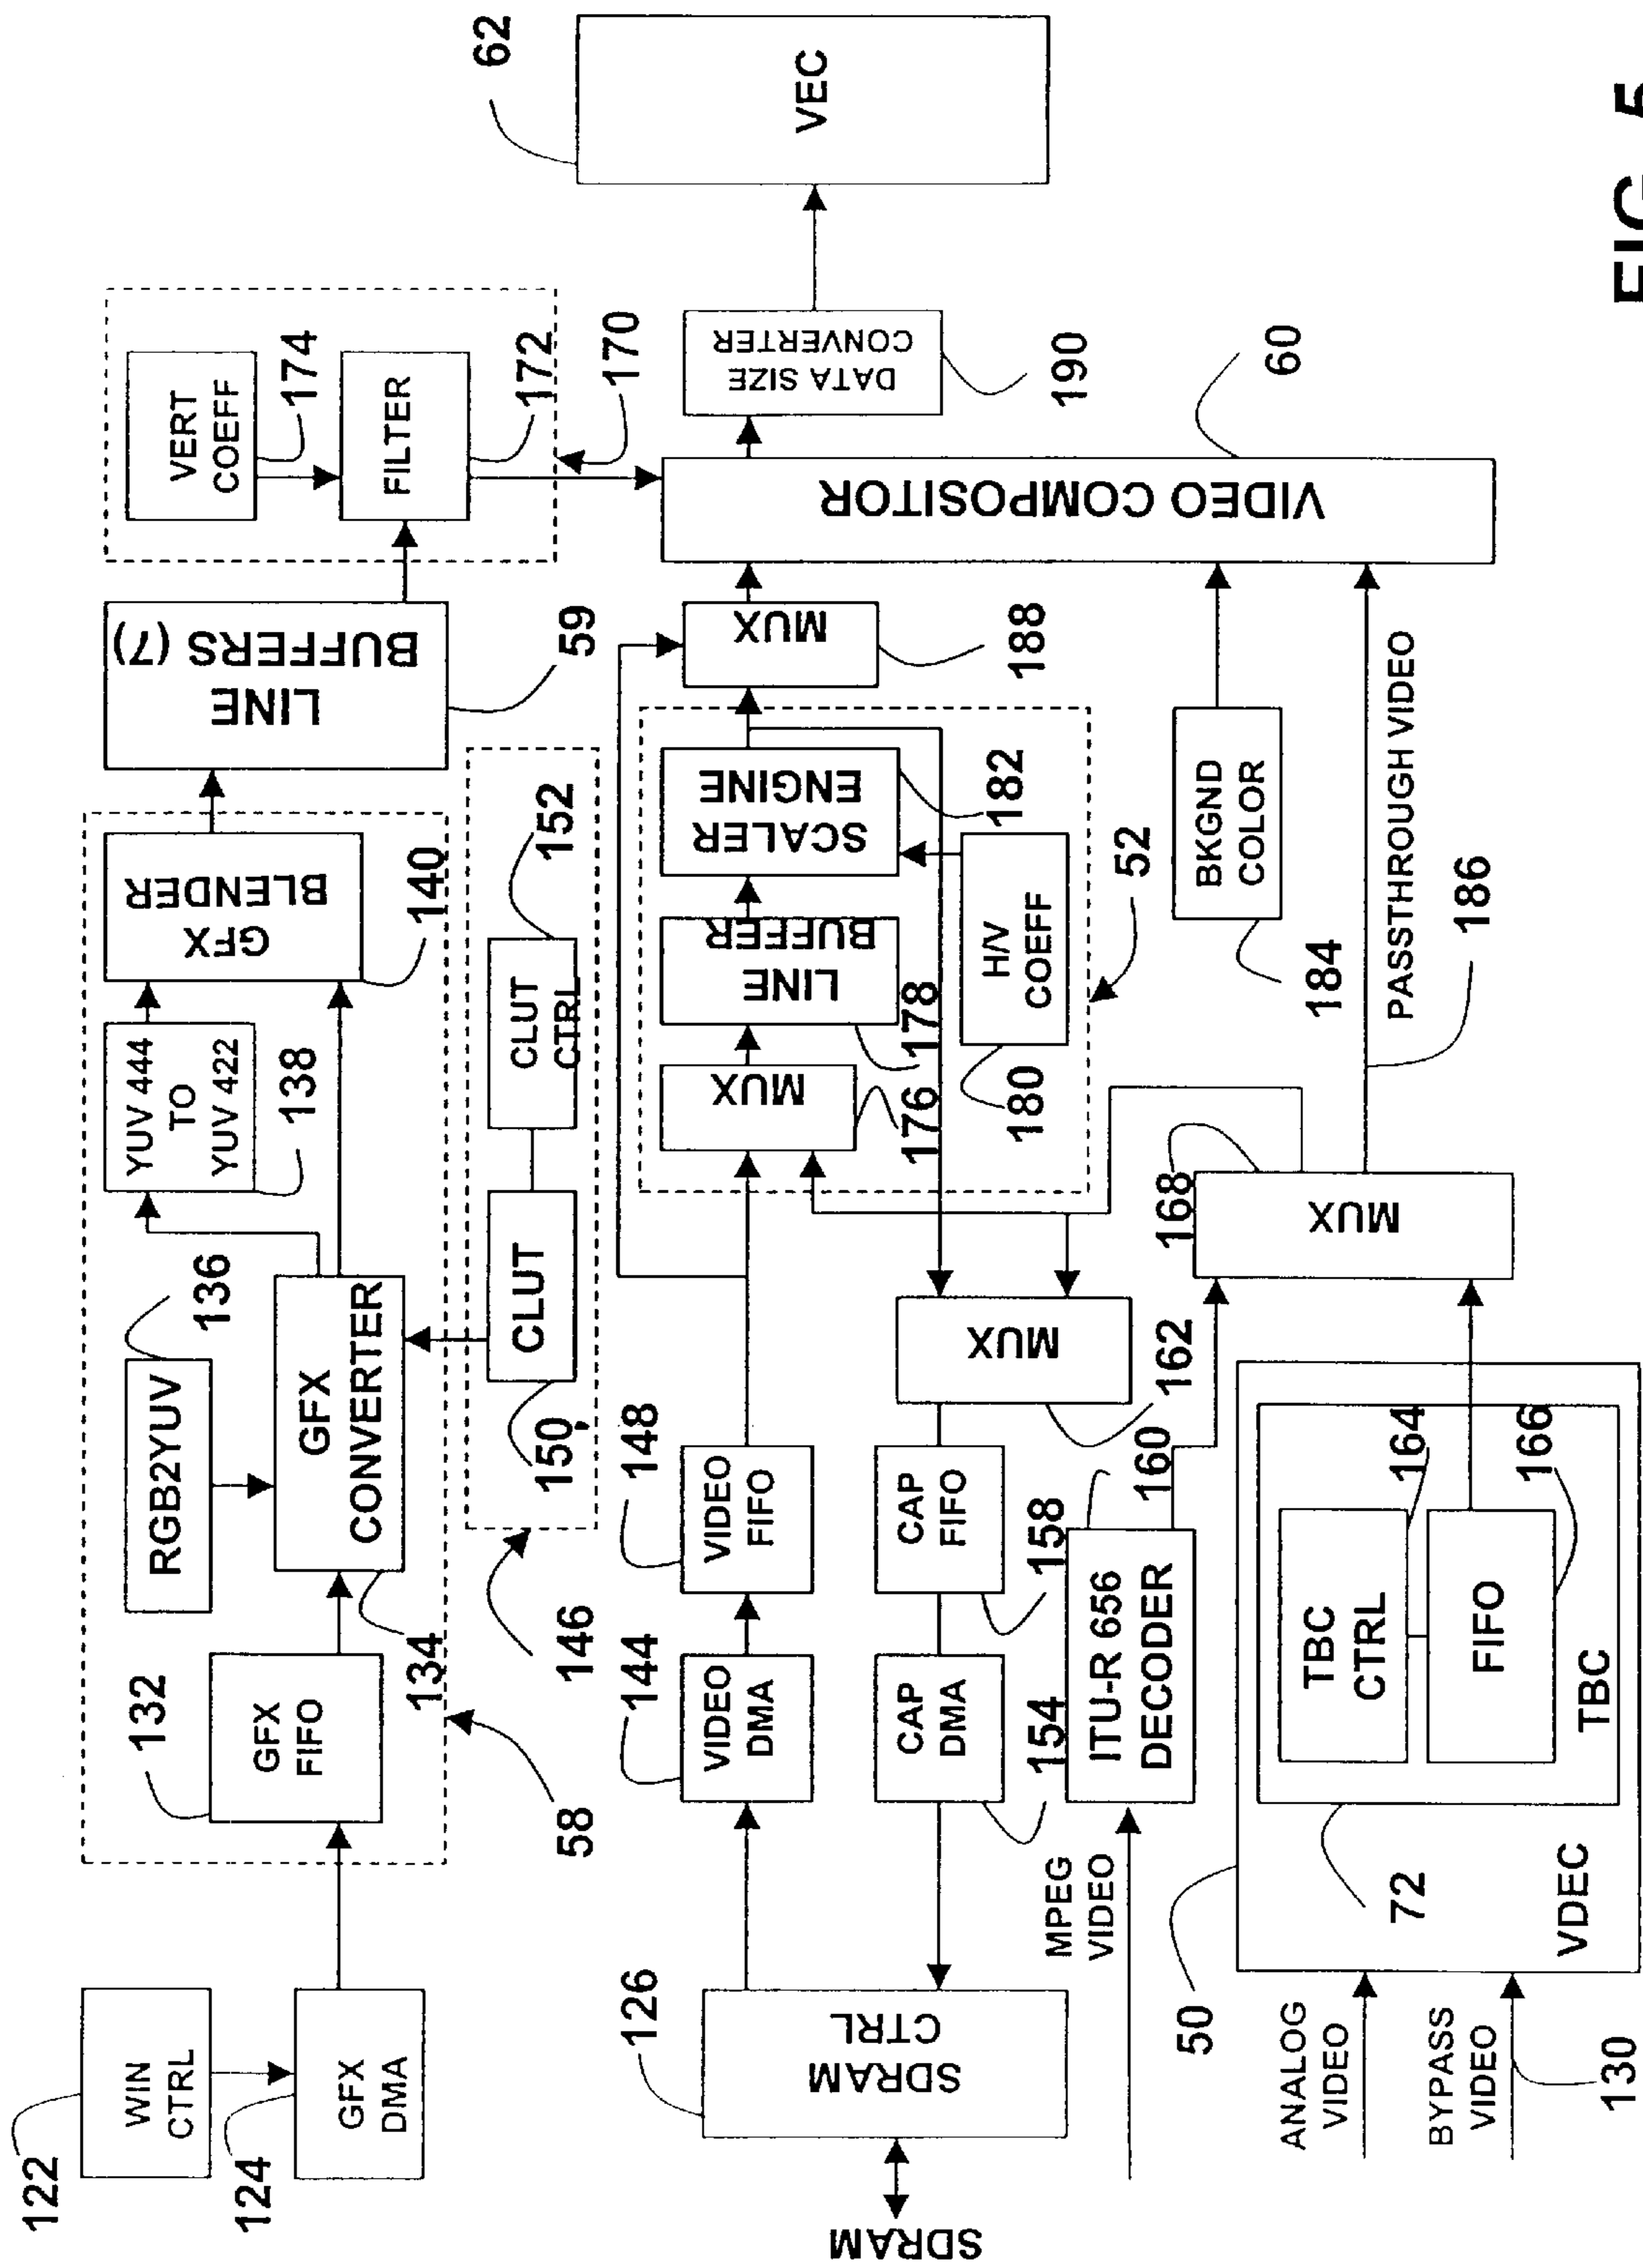 122
WIN
CTRL
124
GFX
DMA
132
GFX
FIFO
134
136
RGB2YUV
GFX
CONVERTER
YUV 444
TO
YUV 422
138
GFX
BLENDER
140
58
LINE
BUFFERS (7)
59
VERT
COEFF
174
FILTER
172
170
146
CLUT
150
CLUT
CTRL
152
SDRAM
126
SDRAM
CTRL
144
VIDEO
DMA
148
VIDEO
FIFO
CAP
DMA
154
CAP
FIFO
158
MUX
162
MUX
176
LINE
BUFFER
178
SCALER
ENGINE
182
H/V
COEFF
180
52
MUX
188
VIDEO COMPOSITOR
60
DATA SIZE
CONVERTER
190
VEC
62
MPEG
VIDEO
ITU-R 656
DECODER
160
MUX
168
BKGND
COLOR
184
PASSTHROUGH VIDEO
186
50
ANALOG
VIDEO
BYPASS
VIDEO
130
VDEC
72
TBC
TBC
CTRL
164
FIFO
166
FIG. 5